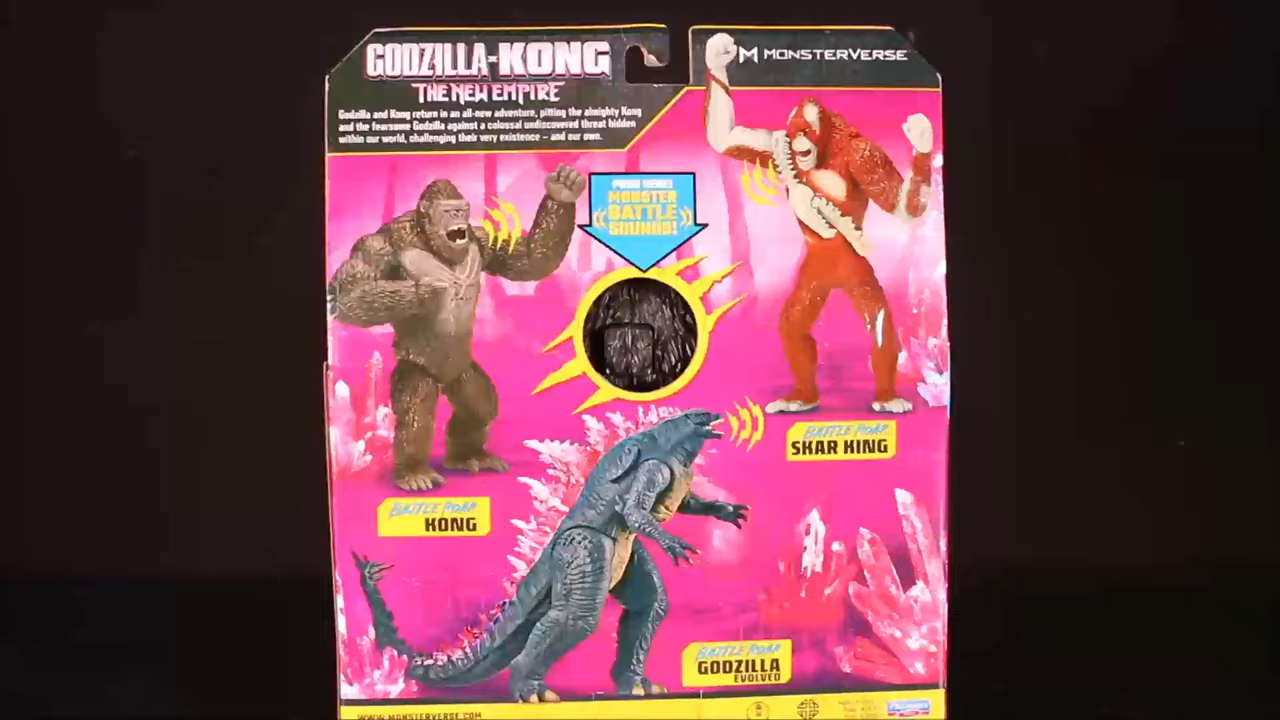 GODZILLA x KONG
THE NEW EMPIRE
Godzilla and Kong return in an all-new adventure, pitting the almighty Kong
and the fearsome Godzilla against a colossal undiscovered threat hidden
within our world, challenging their very existence – and our own.
M MONSTERVERSE
PUSH HERE!
MONSTER
BATTLE
SOUNDS!
BATTLE ROAR
SKAR KING
BATTLE ROAR
KONG
BATTLE ROAR
GODZILLA
EVOLVED
WWW.MONSTERVERSE.COM
PLAYMATES